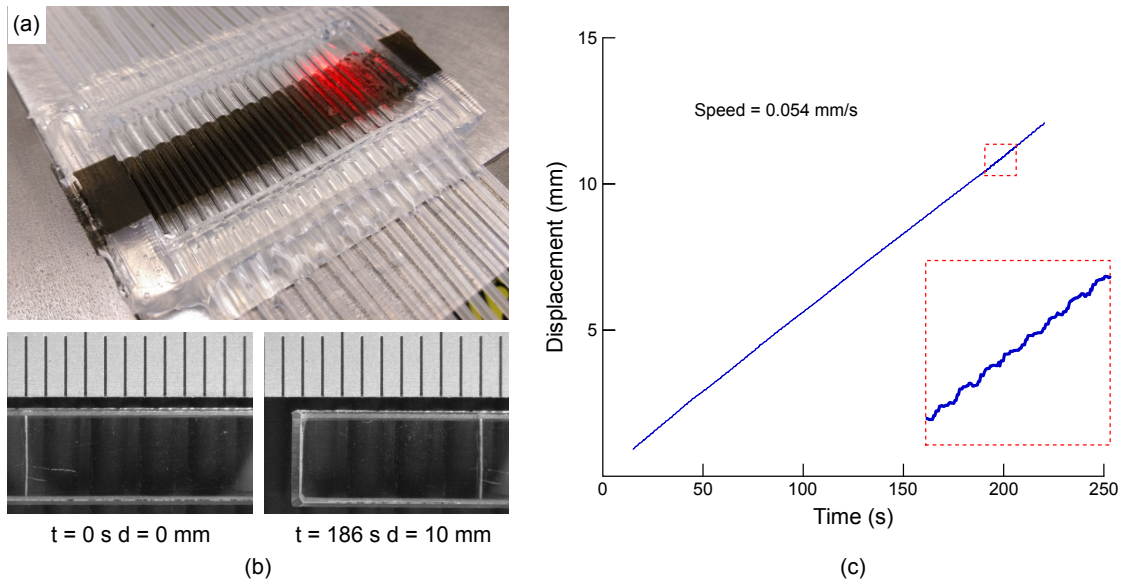 (a)
t = 0 s d = 0 mm
t = 186 s d = 10 mm
(b)
15
10
5
Displacement (mm)
Speed = 0.054 mm/s
0
50
100
150
200
250
Time (s)
(c)